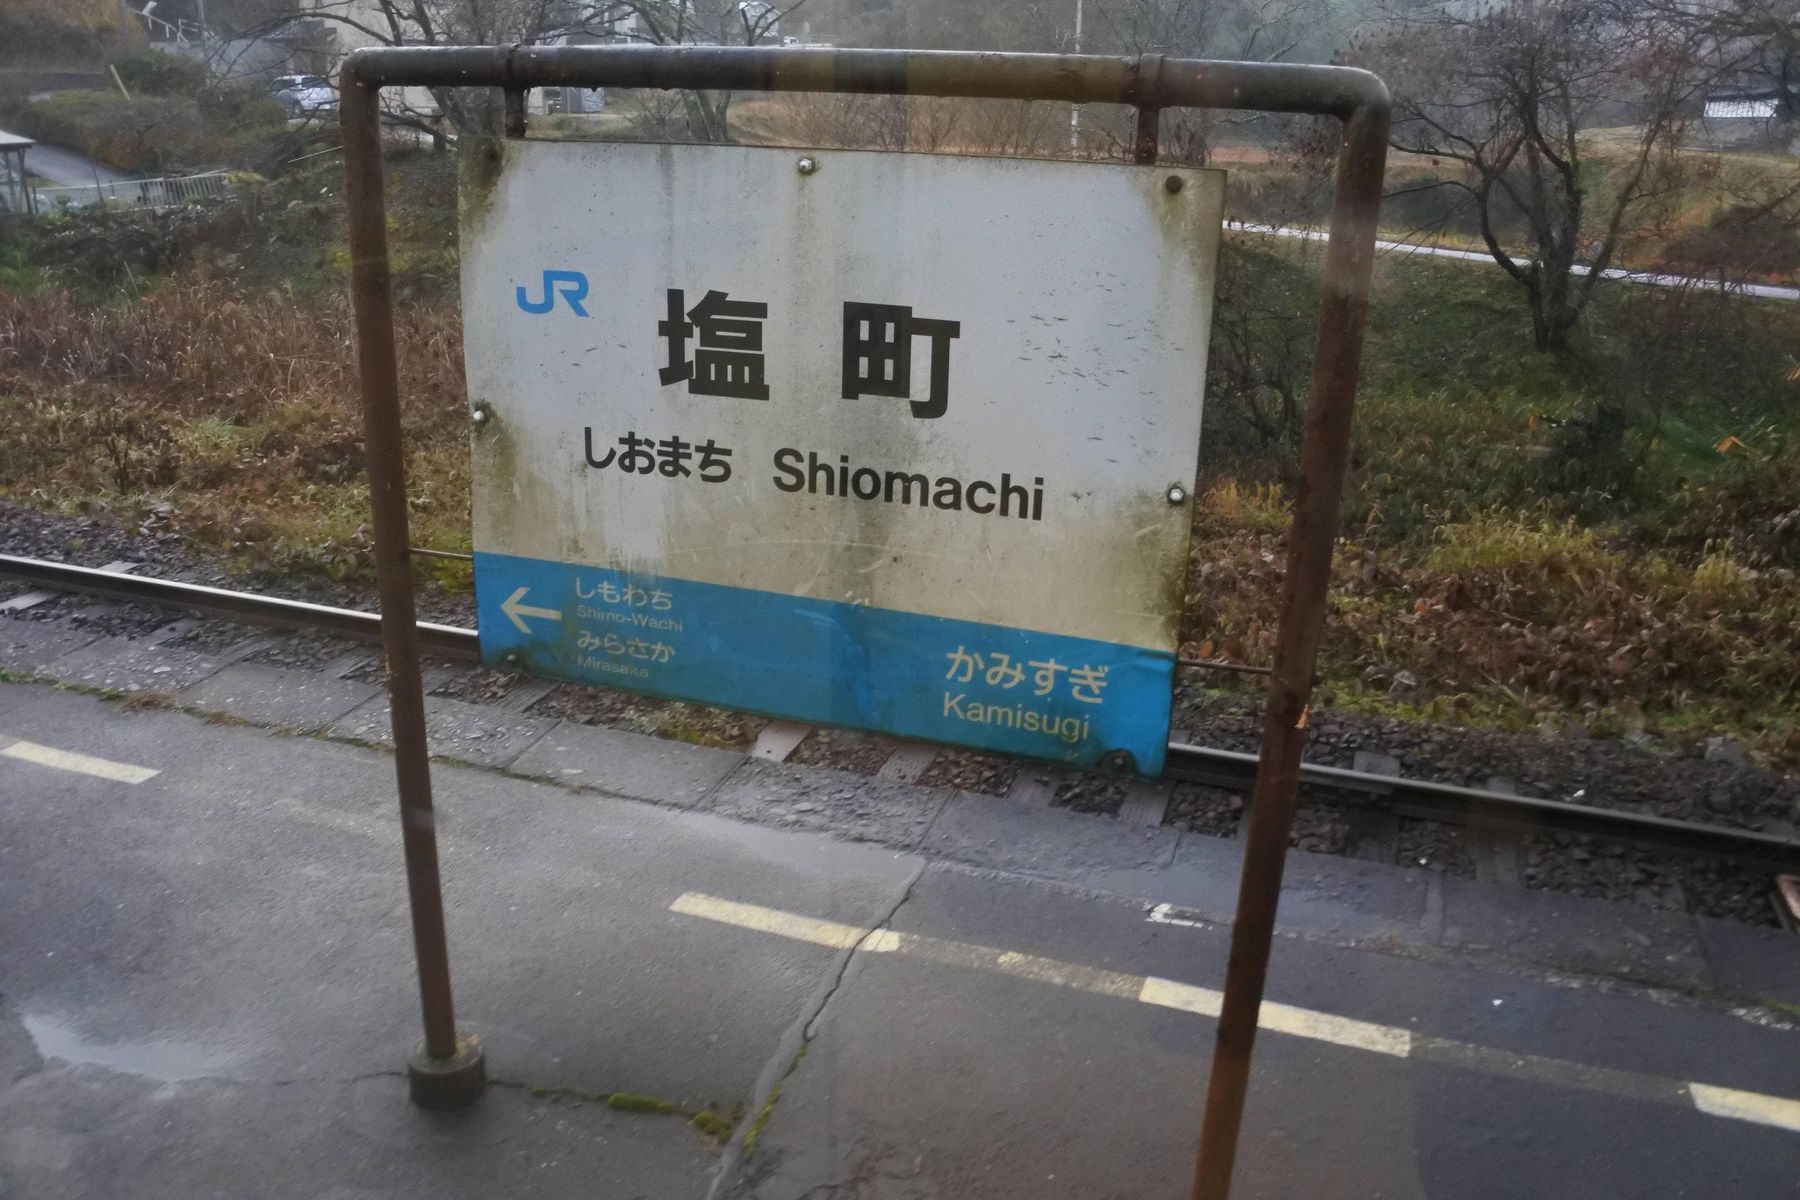 JR
塩町
しおまち Shiomachi
← しもわち
Shimo-Wachi
みらさか
Mirasaka
かみすぎ
Kamisugi